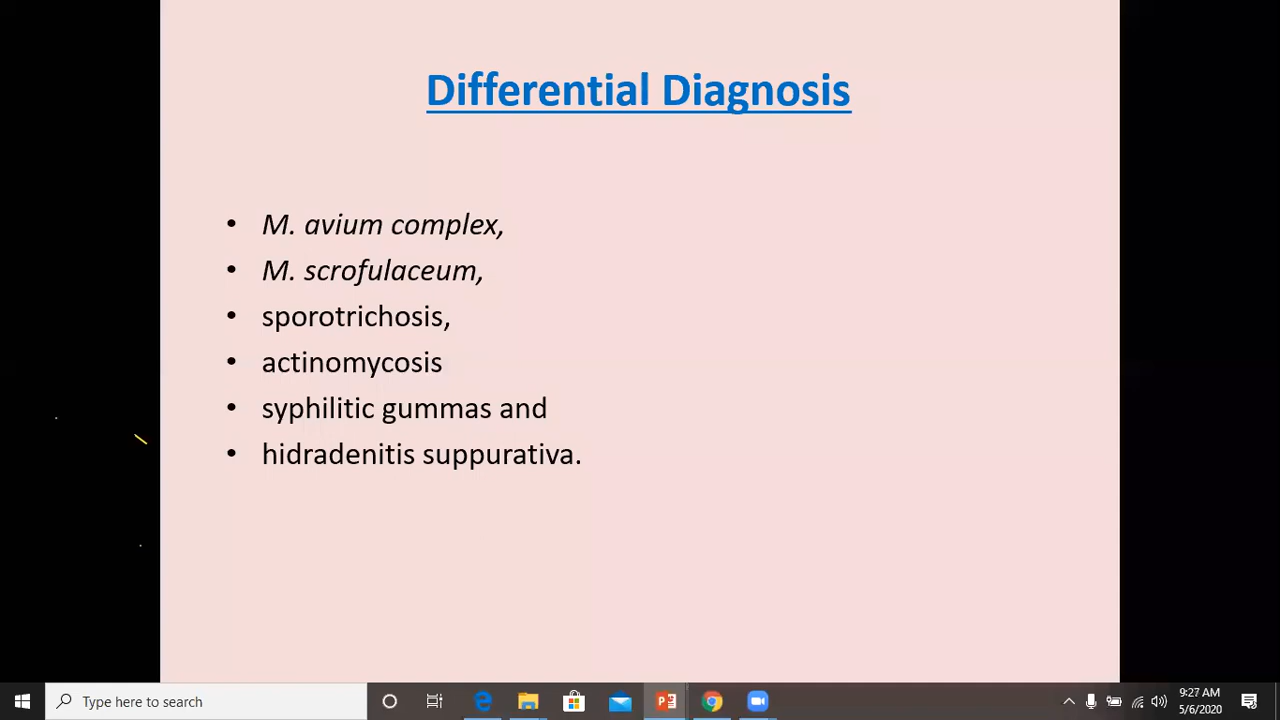 Differential Diagnosis
• M. avium complex,
• M. scrofulaceum,
• sporotrichosis,
• actinomycosis
• syphilitic gummas and
• hidradenitis suppurativa.
Type here to search
9:27 AM
5/6/2020